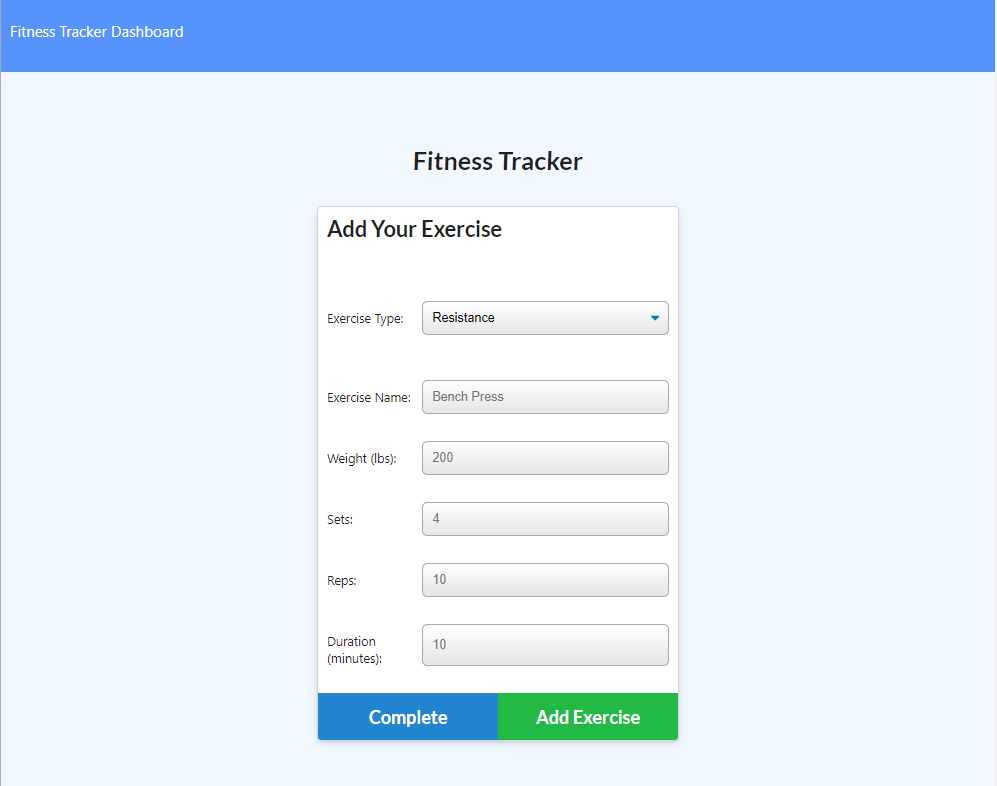 Fitness Tracker Dashboard
Fitness Tracker
Add Your Exercise
Exercise Type: Resistance
Exercise Name: Bench Press
Weight (lbs): 200
Sets: 4
Reps: 10
Duration
(minutes): 10
Complete Add Exercise